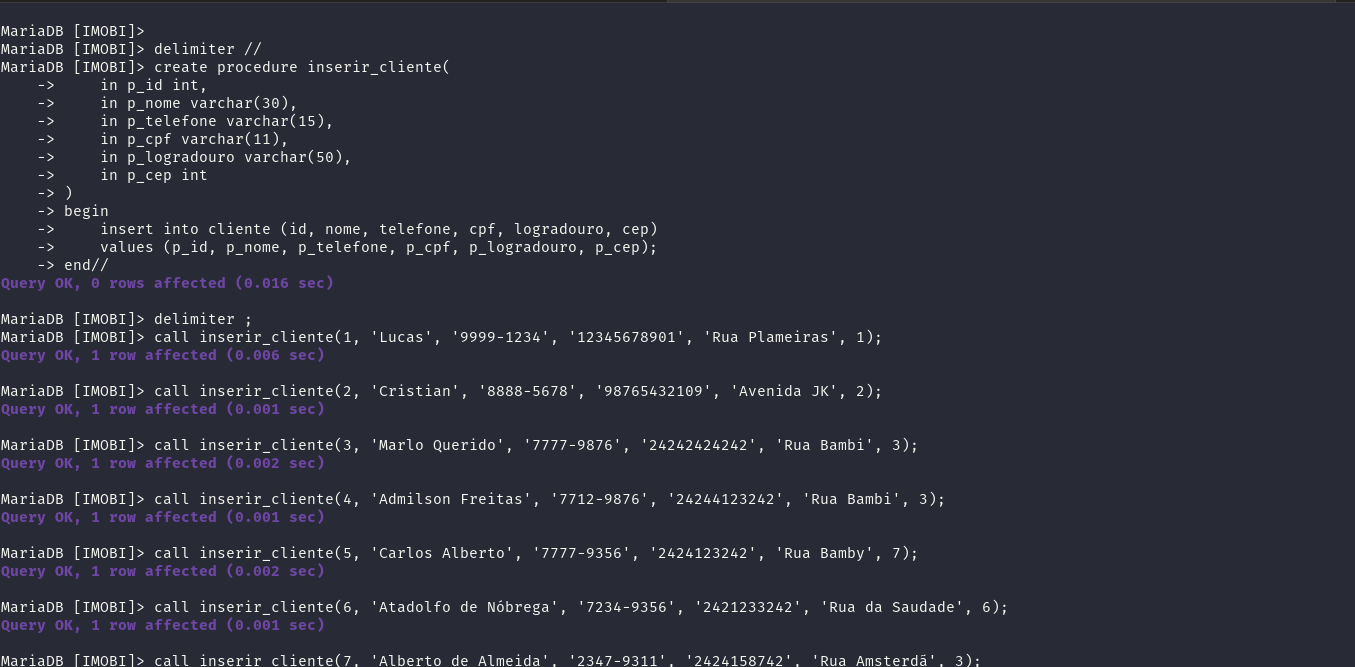 MariaDB [IMOBI]>
MariaDB [IMOBI]> delimiter //
MariaDB [IMOBI]> create procedure inserir_cliente(
    ->     in p_id int,
    ->     in p_nome varchar(30),
    ->     in p_telefone varchar(15),
    ->     in p_cpf varchar(11),
    ->     in p_logradouro varchar(50),
    ->     in p_cep int
    -> )
    -> begin
    ->     insert into cliente (id, nome, telefone, cpf, logradouro, cep)
    ->     values (p_id, p_nome, p_telefone, p_cpf, p_logradouro, p_cep);
    -> end//
Query OK, 0 rows affected (0.016 sec)
MariaDB [IMOBI]> delimiter ;
MariaDB [IMOBI]> call inserir_cliente(1, 'Lucas', '9999-1234', '12345678901', 'Rua Plameiras', 1);
Query OK, 1 row affected (0.006 sec)
MariaDB [IMOBI]> call inserir_cliente(2, 'Cristian', '8888-5678', '98765432109', 'Avenida JK', 2);
Query OK, 1 row affected (0.001 sec)
MariaDB [IMOBI]> call inserir_cliente(3, 'Marlo Querido', '7777-9876', '24242424242', 'Rua Bambi', 3);
Query OK, 1 row affected (0.002 sec)
MariaDB [IMOBI]> call inserir_cliente(4, 'Admilson Freitas', '7712-9876', '24244123242', 'Rua Bambi', 3);
Query OK, 1 row affected (0.001 sec)
MariaDB [IMOBI]> call inserir_cliente(5, 'Carlos Alberto', '7777-9356', '2424123242', 'Rua Bamby', 7);
Query OK, 1 row affected (0.002 sec)
MariaDB [IMOBI]> call inserir_cliente(6, 'Atadolfo de Nóbrega', '7234-9356', '2421233242', 'Rua da Saudade', 6);
Query OK, 1 row affected (0.001 sec)
MariaDB [IMOBI]> call inserir_cliente(7, 'Alberto de Almeida', '2347-9311', '2424158742', 'Rua Amsterdã', 3);